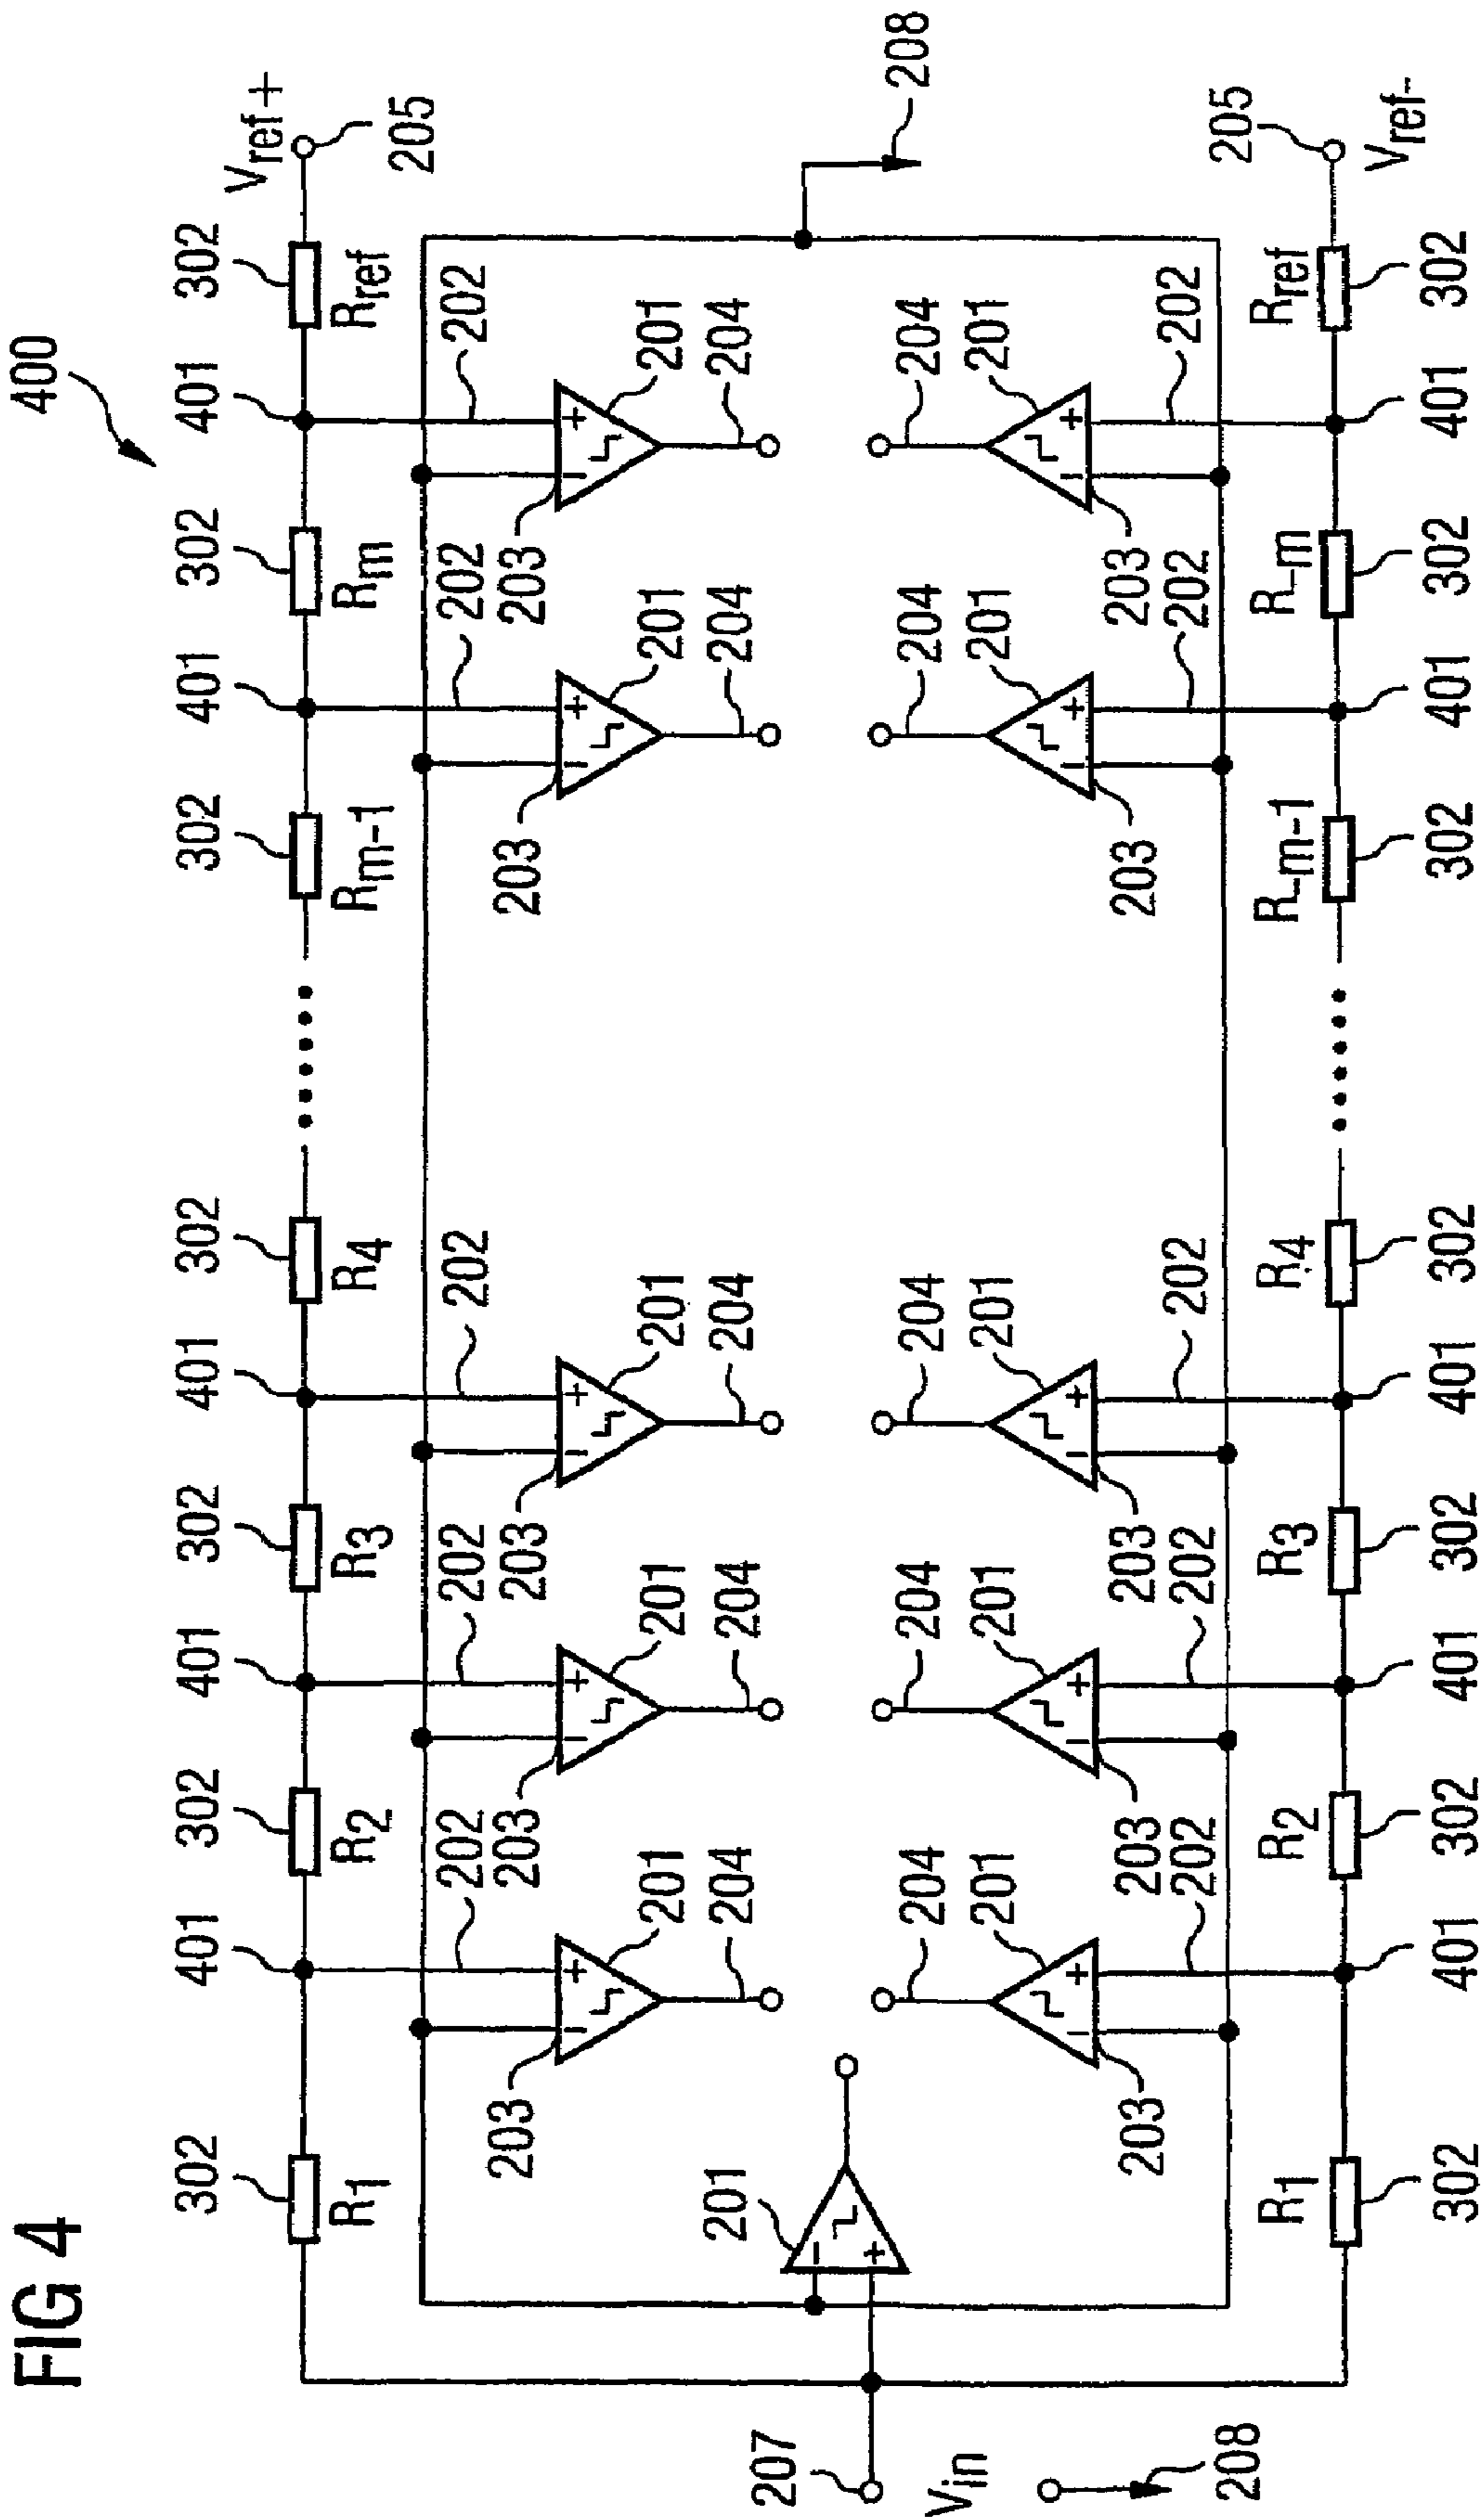 FIG 4
400
302 401 302 401 302 401 302 302 401 302 401 302
Vref+
R1 R2 R3 R4 Rm-1 Rm Rref
205
202 202 202 202 202
203 203 203 203 203
201 201 201 201 201
201 204 204 204 204 204
207
204 204 204 204 204
208
Vin
201 201 201 201 201
203 203 203 203 203
202 202 202 202 202
208
205
R1 R2 R3 R4 R-m-1 R-m Rref
Vref-
302 401 302 401 302 401 302 302 401 302 401 302